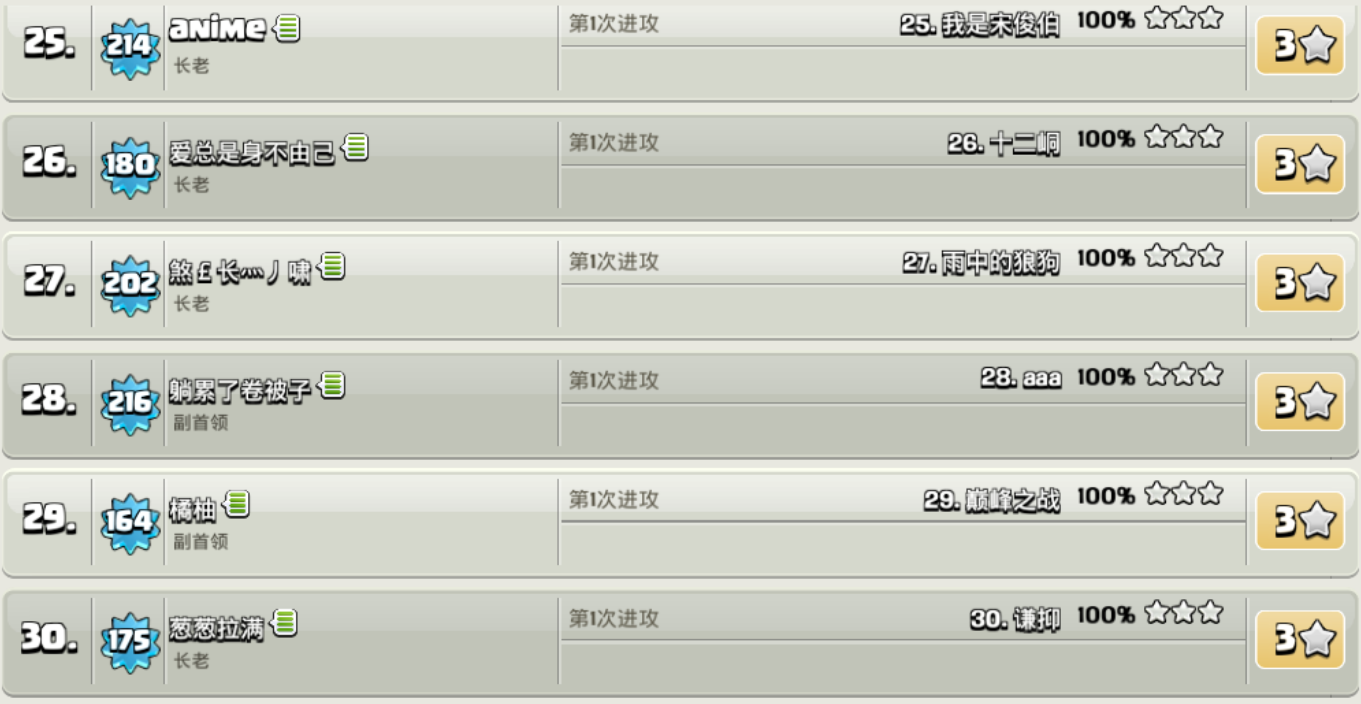 25. 214 anime 第1次进攻 25. 我是宋俊伯 100% 3
长老
26. 180 爱总是身不由己 第1次进攻 26. 十二峒 100% 3
长老
27. 202 煞£长灬丿啸 第1次进攻 27. 雨中的狼狗 100% 3
长老
28. 216 躺累了卷被子 第1次进攻 28. aaa 100% 3
副首领
29. 164 橘柚 第1次进攻 29. 巅峰之战 100% 3
副首领
30. 175 葱葱拉满 第1次进攻 30. 谦抑 100% 3
长老